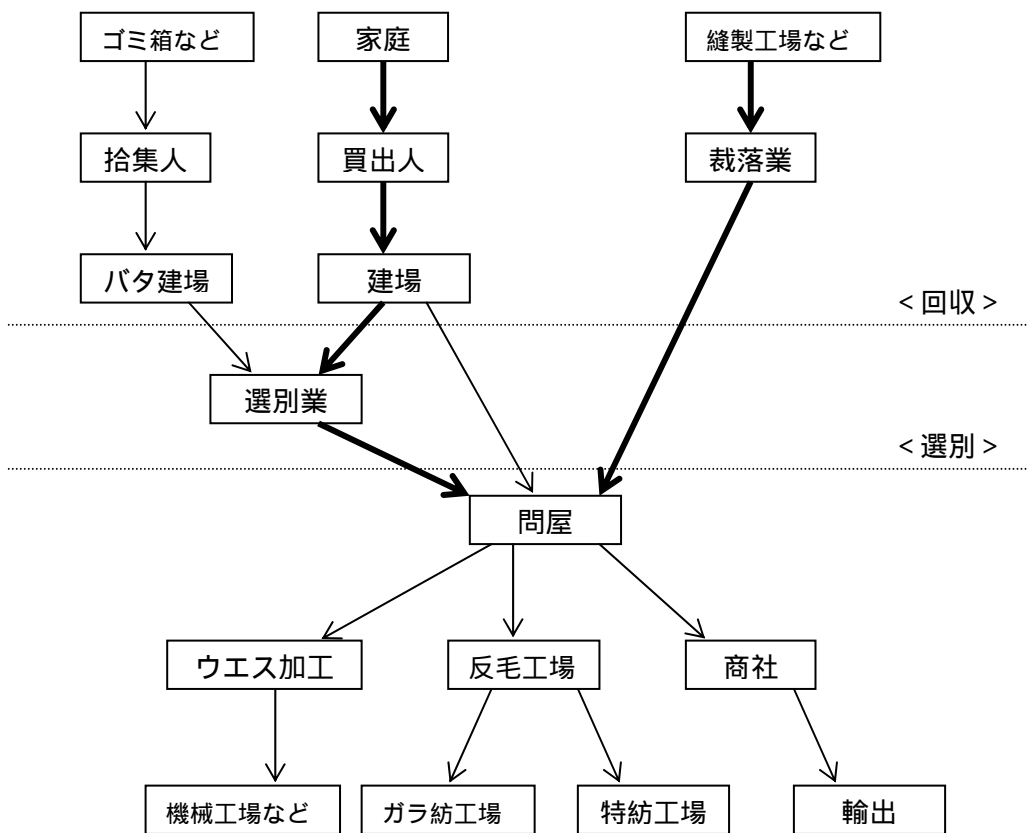 ゴミ箱など
家庭
縫製工場など
拾集人
買出人
裁落業
バタ建場
建場
<回収>
選別業
<選別>
問屋
ウエス加工
反毛工場
商社
機械工場など
ガラ紡工場
特紡工場
輸出